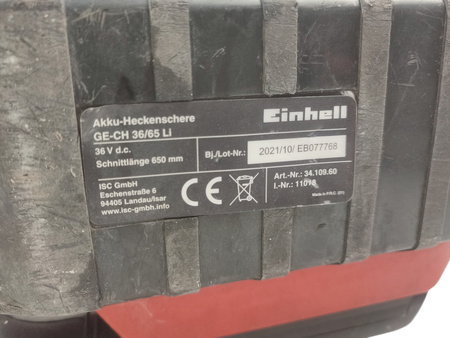 Akku-Heckenschere
GE-CH 36/65 Li
36 V d.c.
Schnittlänge 650 mm
Einhell
Bj./Lot-Nr.: 2021/10/ EB077768
ISC GmbH
Eschenstraße 6
94405 Landau/Isar
www.isc-gmbh.info
CE
Art.-Nr.: 34.109.60
I.-Nr.: 11018